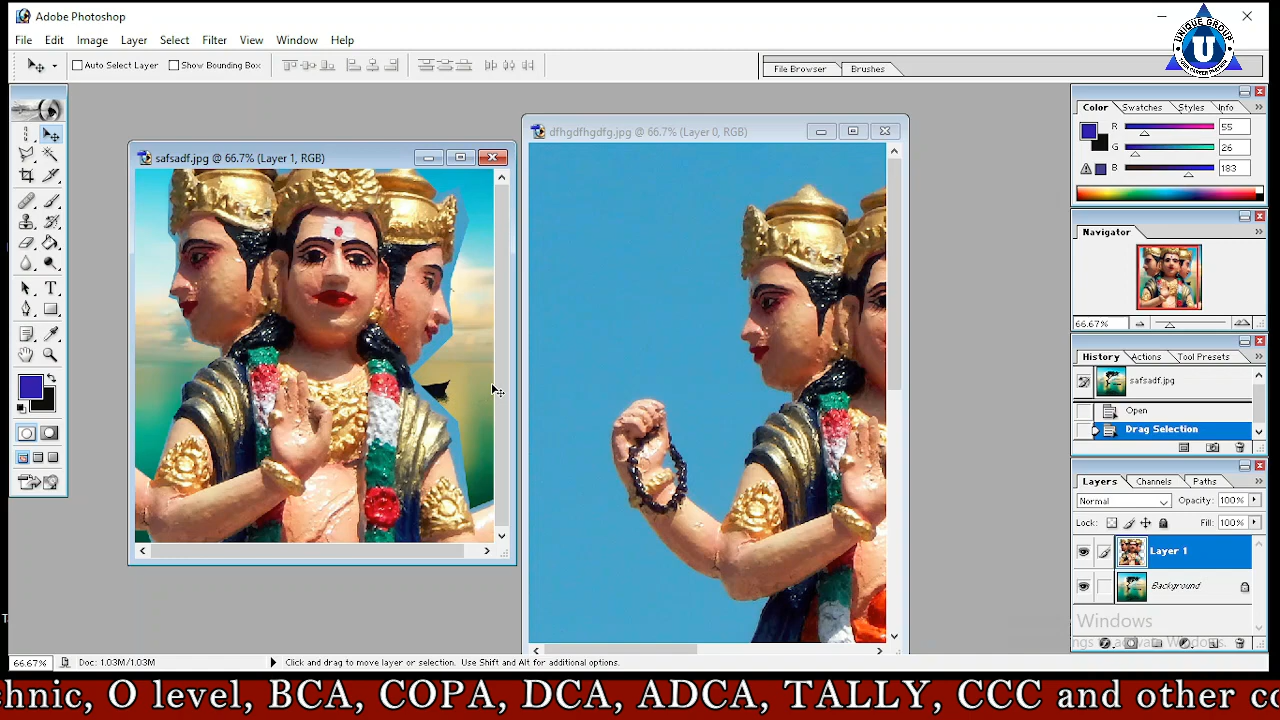 Adobe Photoshop
UNIQUE GROUP
U
File Edit Image Layer Select Filter View Window Help
Auto Select Layer Show Bounding Box
File Browser Brushes
safsadf.jpg @ 66.7% (Layer 1, RGB)
dfhgdfhgdfg.jpg @ 66.7% (Layer 0, RGB)
Color Swatches Styles Info
R 55
G 26
B 183
Navigator
66.67%
History Actions Tool Presets
safsadf.jpg
Open
Drag Selection
Layers Channels Paths
Normal Opacity: 100%
Lock: Fill: 100%
Layer 1
Background
Windows
66.67% Doc: 1.03M/1.03M Click and drag to move layer or selection. Use Shift and Alt for additional options.
chnic, O level, BCA, COPA, DCA, ADCA, TALLY, CCC and other co